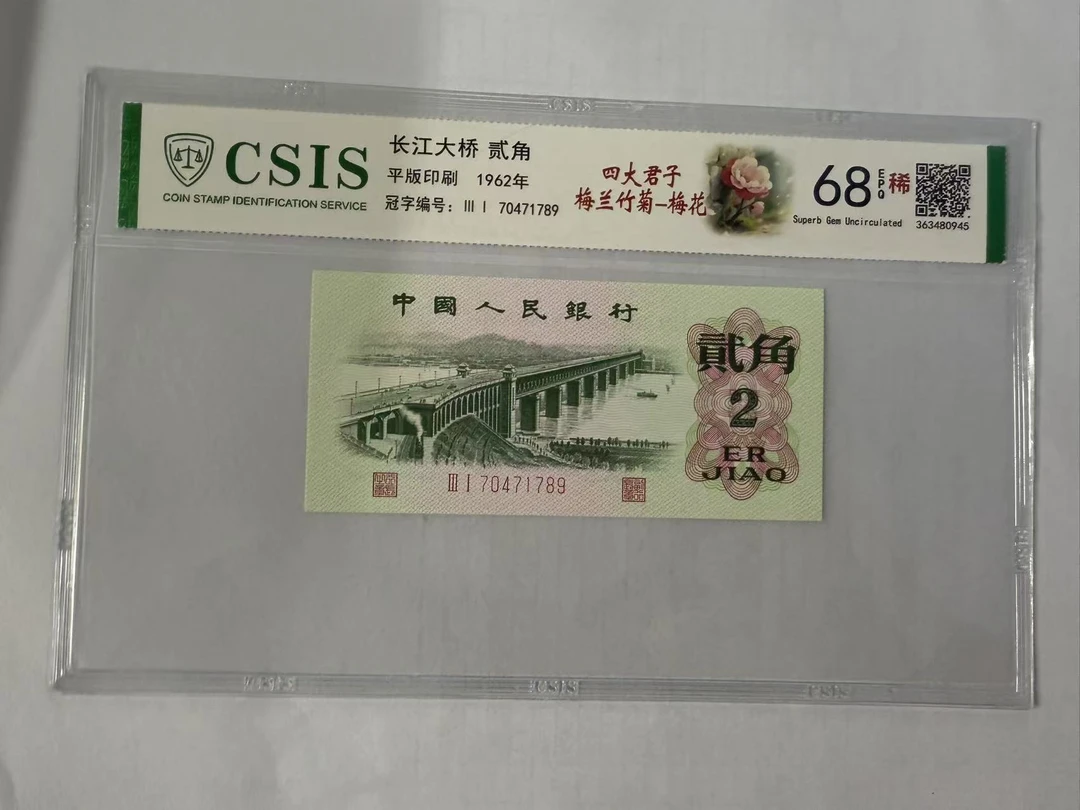 CSIS
COIN STAMP IDENTIFICATION SERVICE
长江大桥 贰角
平版印刷 1962年
冠字编号：Ⅲ Ⅰ 70471789
四大君子
梅兰竹菊—梅花
68 EPQ 稀
Superb Gem Uncirculated
363480945
中國人民銀行
貳角
2
ER
JIAO
Ⅲ Ⅰ 70471789
CSIS
CSIS